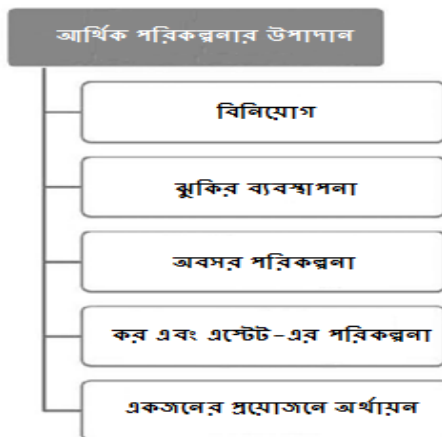 আর্থিক পরিকল্পনার উপাদান
বিনিয়োগ
ঝুকির ব্যবস্থাপনা
অবসর পরিকল্পনা
কর এবং এস্টেট-এর পরিকল্পনা
একজনের প্রয়োজনে অর্থায়ন